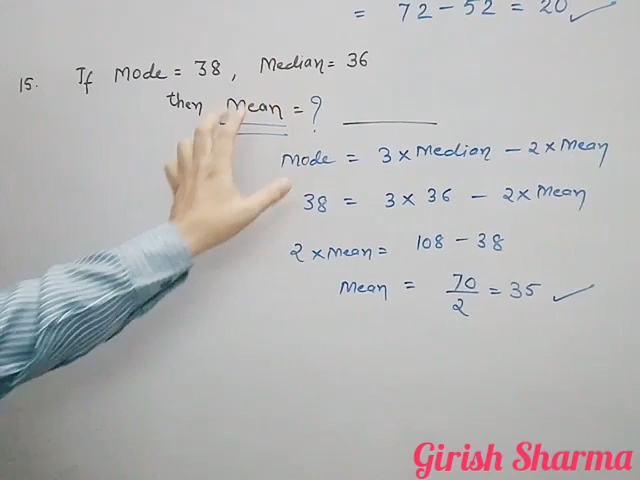 = 72 - 52 = 20 ✓
15. If Mode = 38, Median = 36
then Mean = ? ______
Mode = 3 × Median - 2 × Mean
38 = 3 × 36 - 2 × Mean
2 × Mean = 108 - 38
Mean = 70/2 = 35 ✓
Girish Sharma